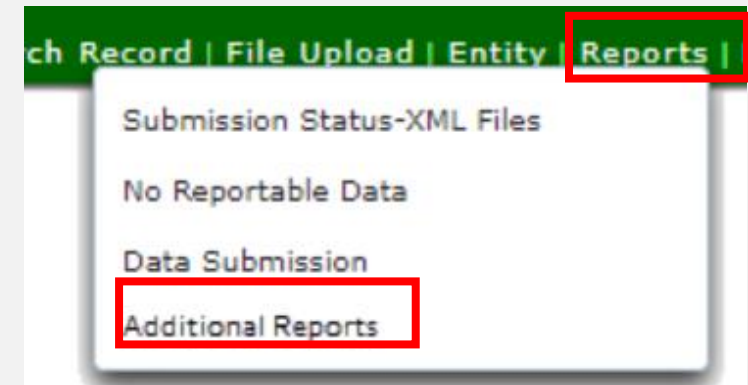 ch Record | File Upload | Entity | Reports |
Submission Status-XML Files
No Reportable Data
Data Submission
Additional Reports